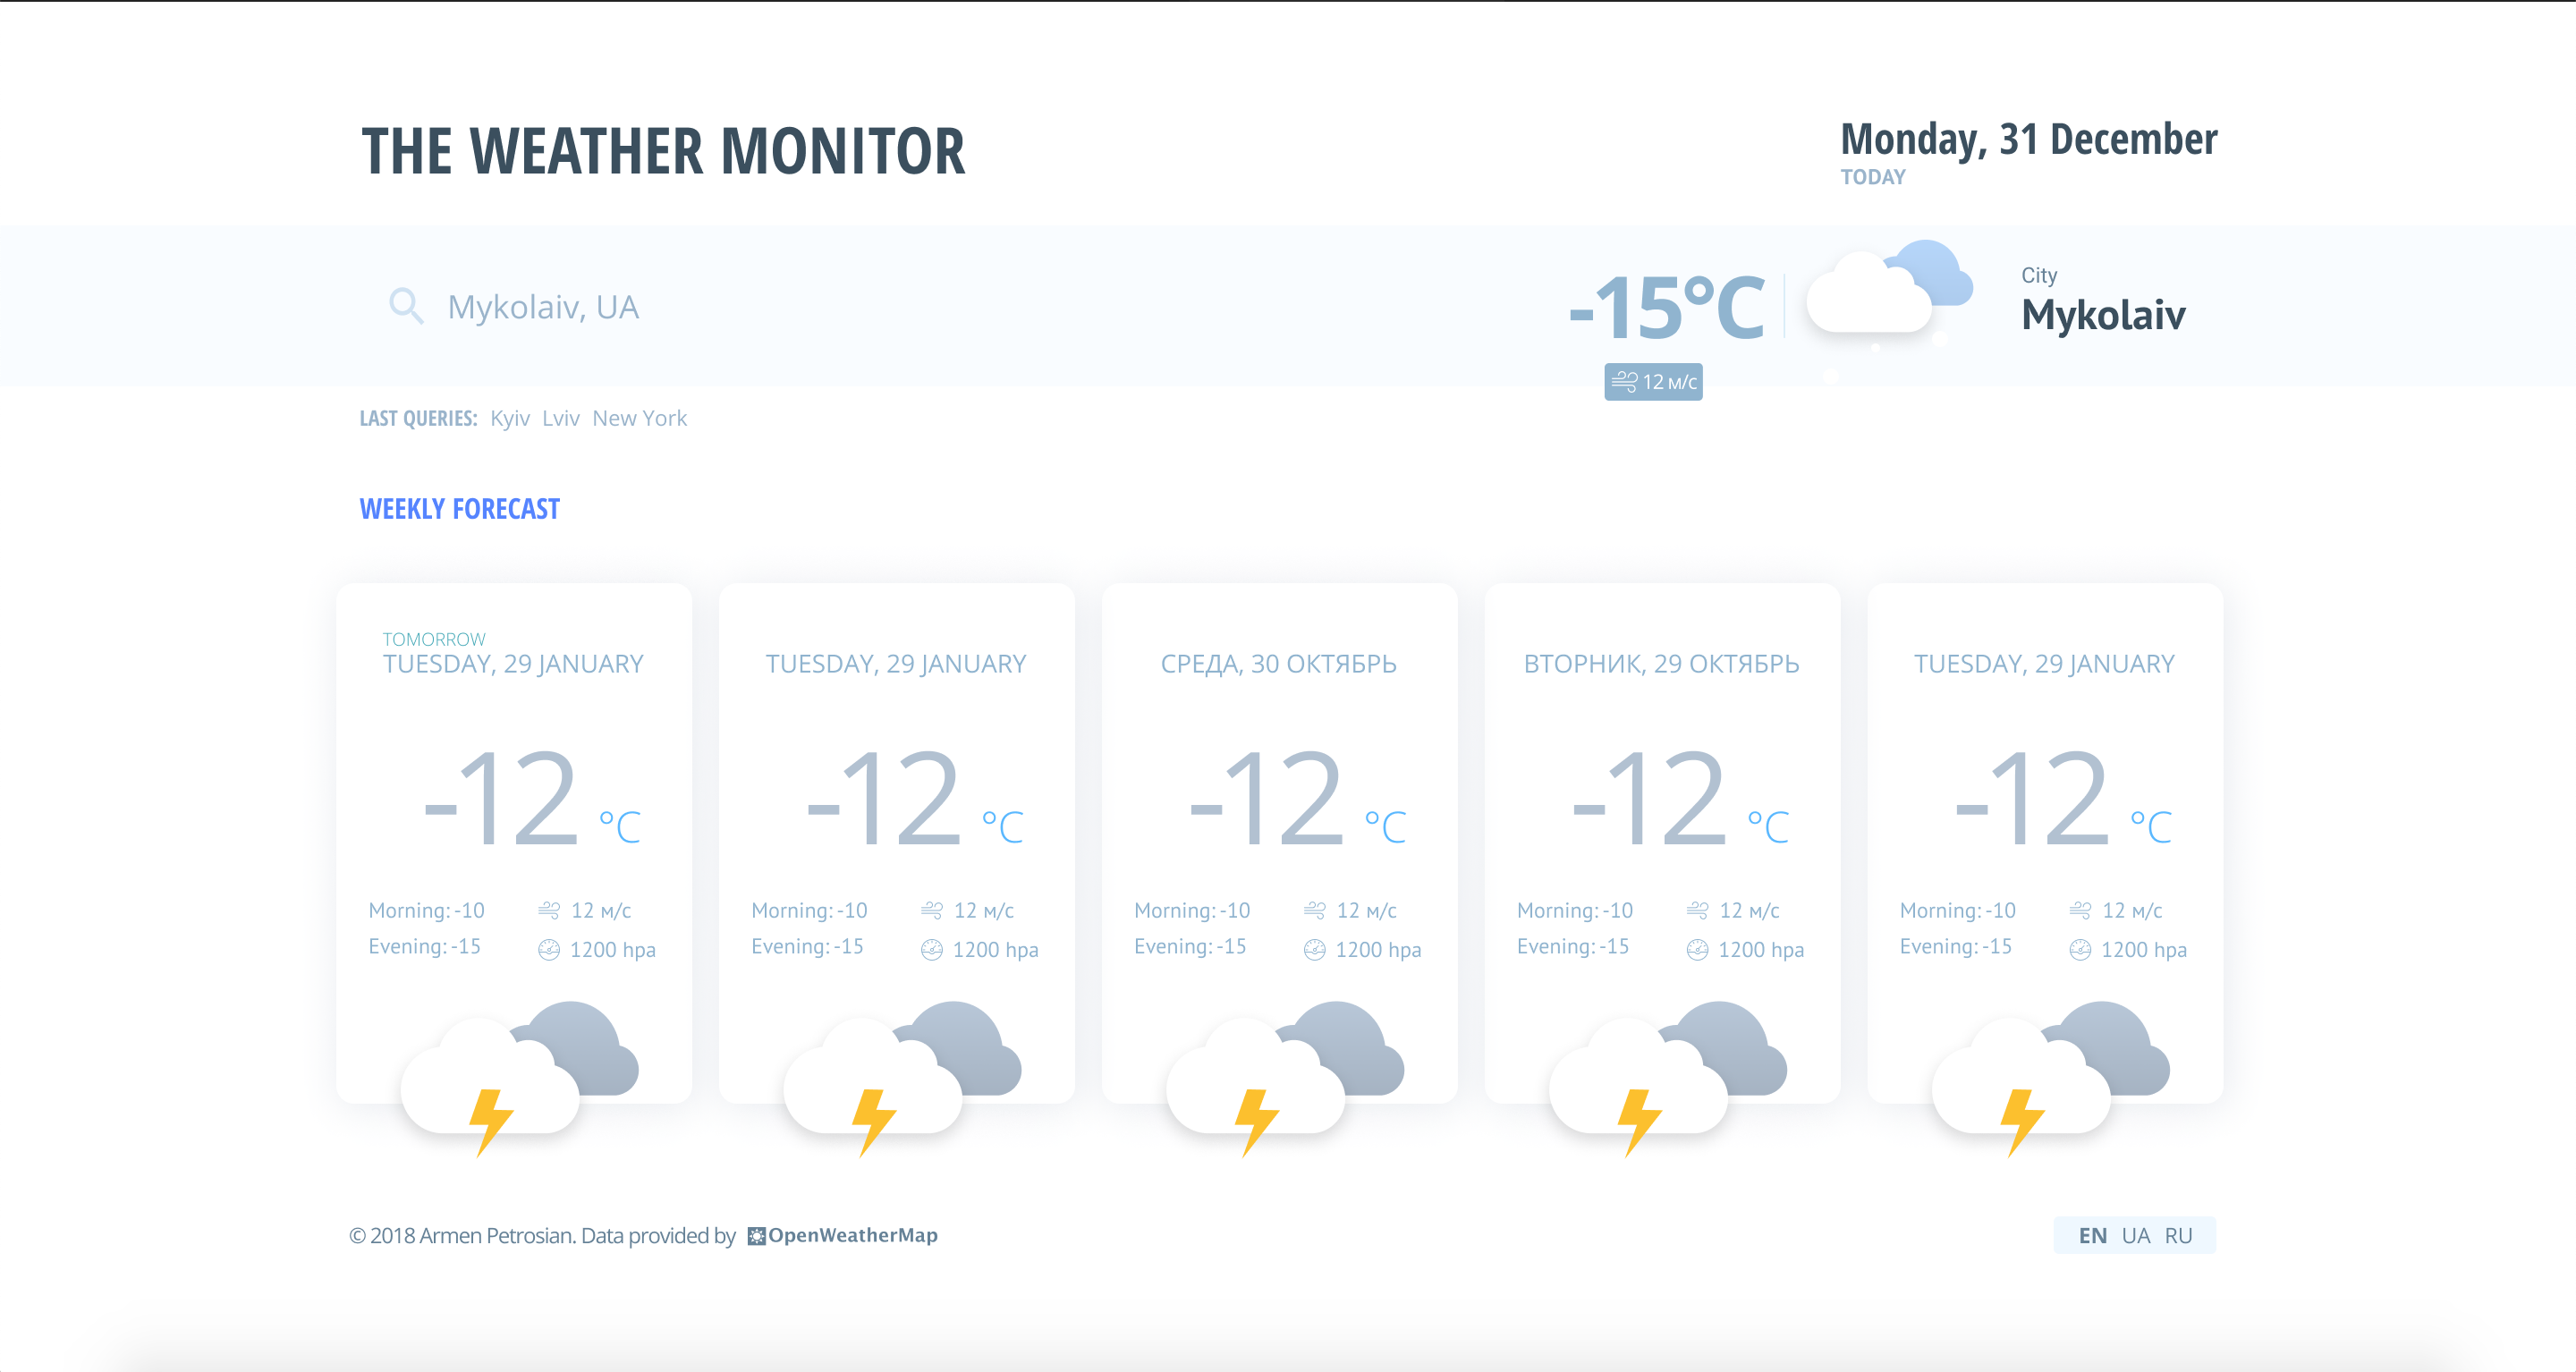 THE WEATHER MONITOR
Monday, 31 December
TODAY
Mykolaiv, UA
-15°C
12 м/с
City
Mykolaiv
LAST QUERIES: Kyiv Lviv New York
WEEKLY FORECAST
TOMORROW
TUESDAY, 29 JANUARY
-12 °C
Morning: -10
Evening: -15
12 м/с
1200 hpa
TUESDAY, 29 JANUARY
-12 °C
Morning: -10
Evening: -15
12 м/с
1200 hpa
СРЕДА, 30 ОКТЯБРЬ
-12 °C
Morning: -10
Evening: -15
12 м/с
1200 hpa
ВТОРНИК, 29 ОКТЯБРЬ
-12 °C
Morning: -10
Evening: -15
12 м/с
1200 hpa
TUESDAY, 29 JANUARY
-12 °C
Morning: -10
Evening: -15
12 м/с
1200 hpa
© 2018 Armen Petrosian. Data provided by OpenWeatherMap
EN UA RU